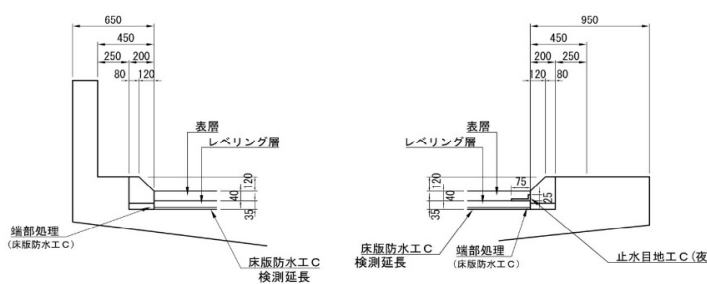 650
450
250 200
80 120
表層
レベリング層
120
40
35
端部処理
(床版防水工C)
床版防水工C
検測延長
950
450
200 250
120 80
表層
レベリング層
75
120
40
35
25
床版防水工C
検測延長
端部処理
(床版防水工C)
止水目地工C(夜